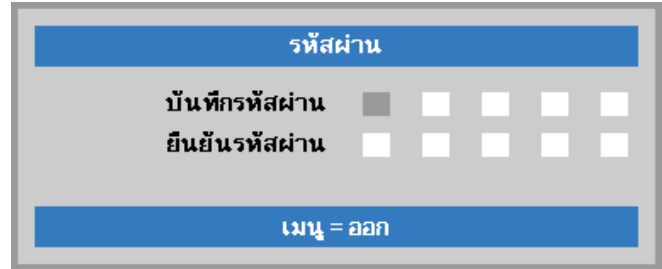 รหัสผ่าน
บันทึกรหัสผ่าน
ยืนยันรหัสผ่าน
เมนู = ออก